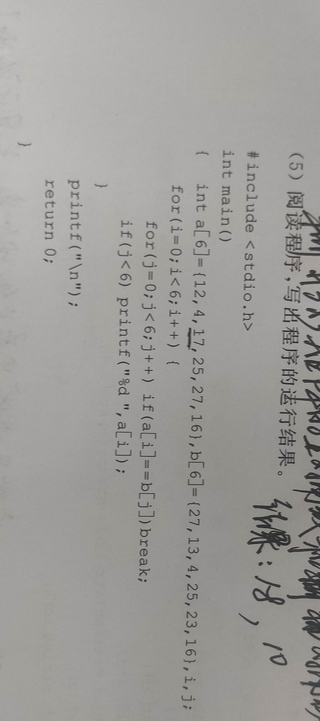 (5) 阅读程序,写出程序的运行结果。
结果:18, 10
#include <stdio.h>
int main()
{ int a[6]={12,4,17,25,27,16},b[6]={27,13,4,25,23,16},i,j;
for(i=0;i<6;i++) {
for(j=0;j<6;j++) if(a[i]==b[j])break;
if(j<6) printf("%d ",a[i]);
}
printf("\n");
return 0;
}